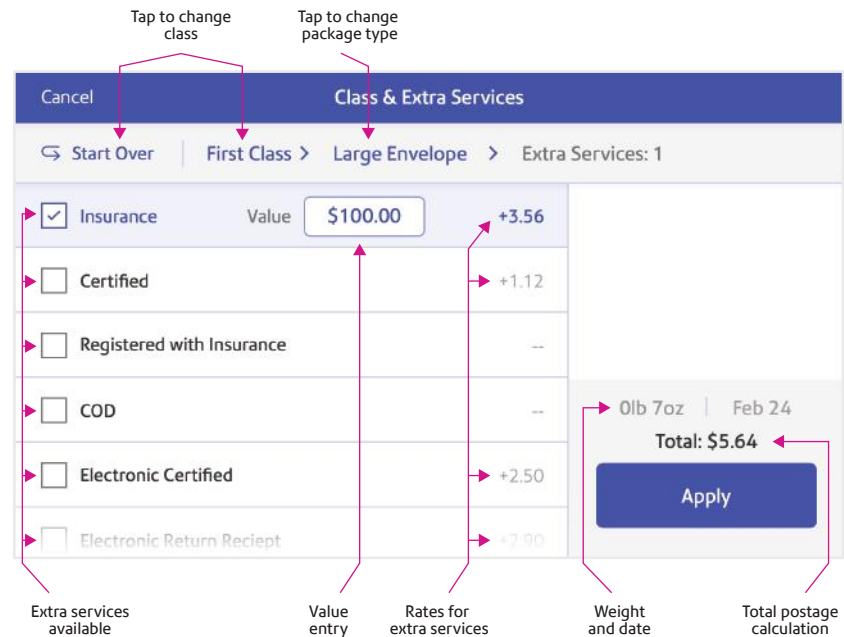 Tap to change
class
Tap to change
package type
Cancel
Class & Extra Services
Start Over
First Class >
Large Envelope >
Extra Services: 1
Insurance Value $100.00 +3.56
Certified +1.12
Registered with Insurance --
COD --
0lb 7oz | Feb 24
Total: $5.64
Electronic Certified +2.50
Apply
Electronic Return Reciept +2.90
Extra services
available
Value
entry
Rates for
extra services
Weight
and date
Total postage
calculation